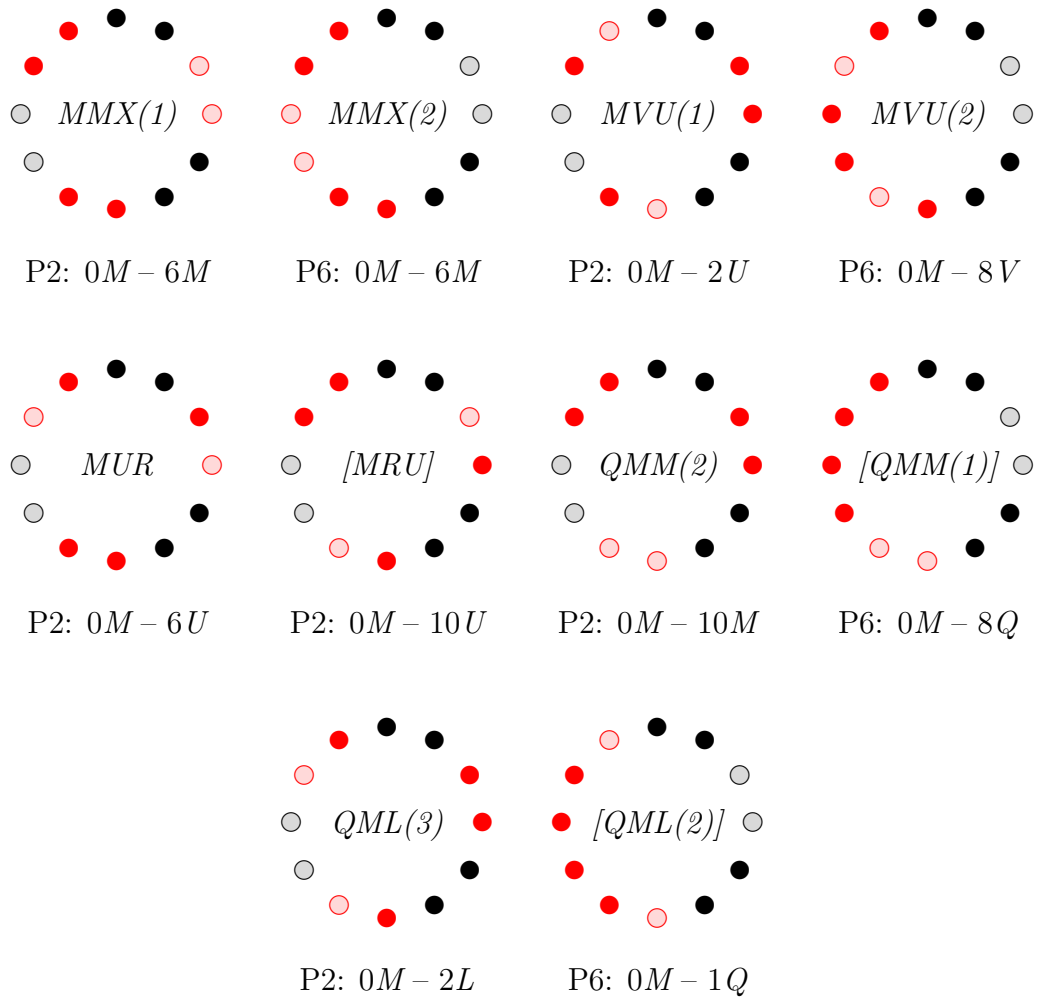 MMX(1) MMX(2) MVU(1) MVU(2)
P2: 0M – 6M P6: 0M – 6M P2: 0M – 2U P6: 0M – 8V
MUR [MRU] QMM(2) [QMM(1)]
P2: 0M – 6U P2: 0M – 10U P2: 0M – 10M P6: 0M – 8Q
QML(3) [QML(2)]
P2: 0M – 2L P6: 0M – 1Q